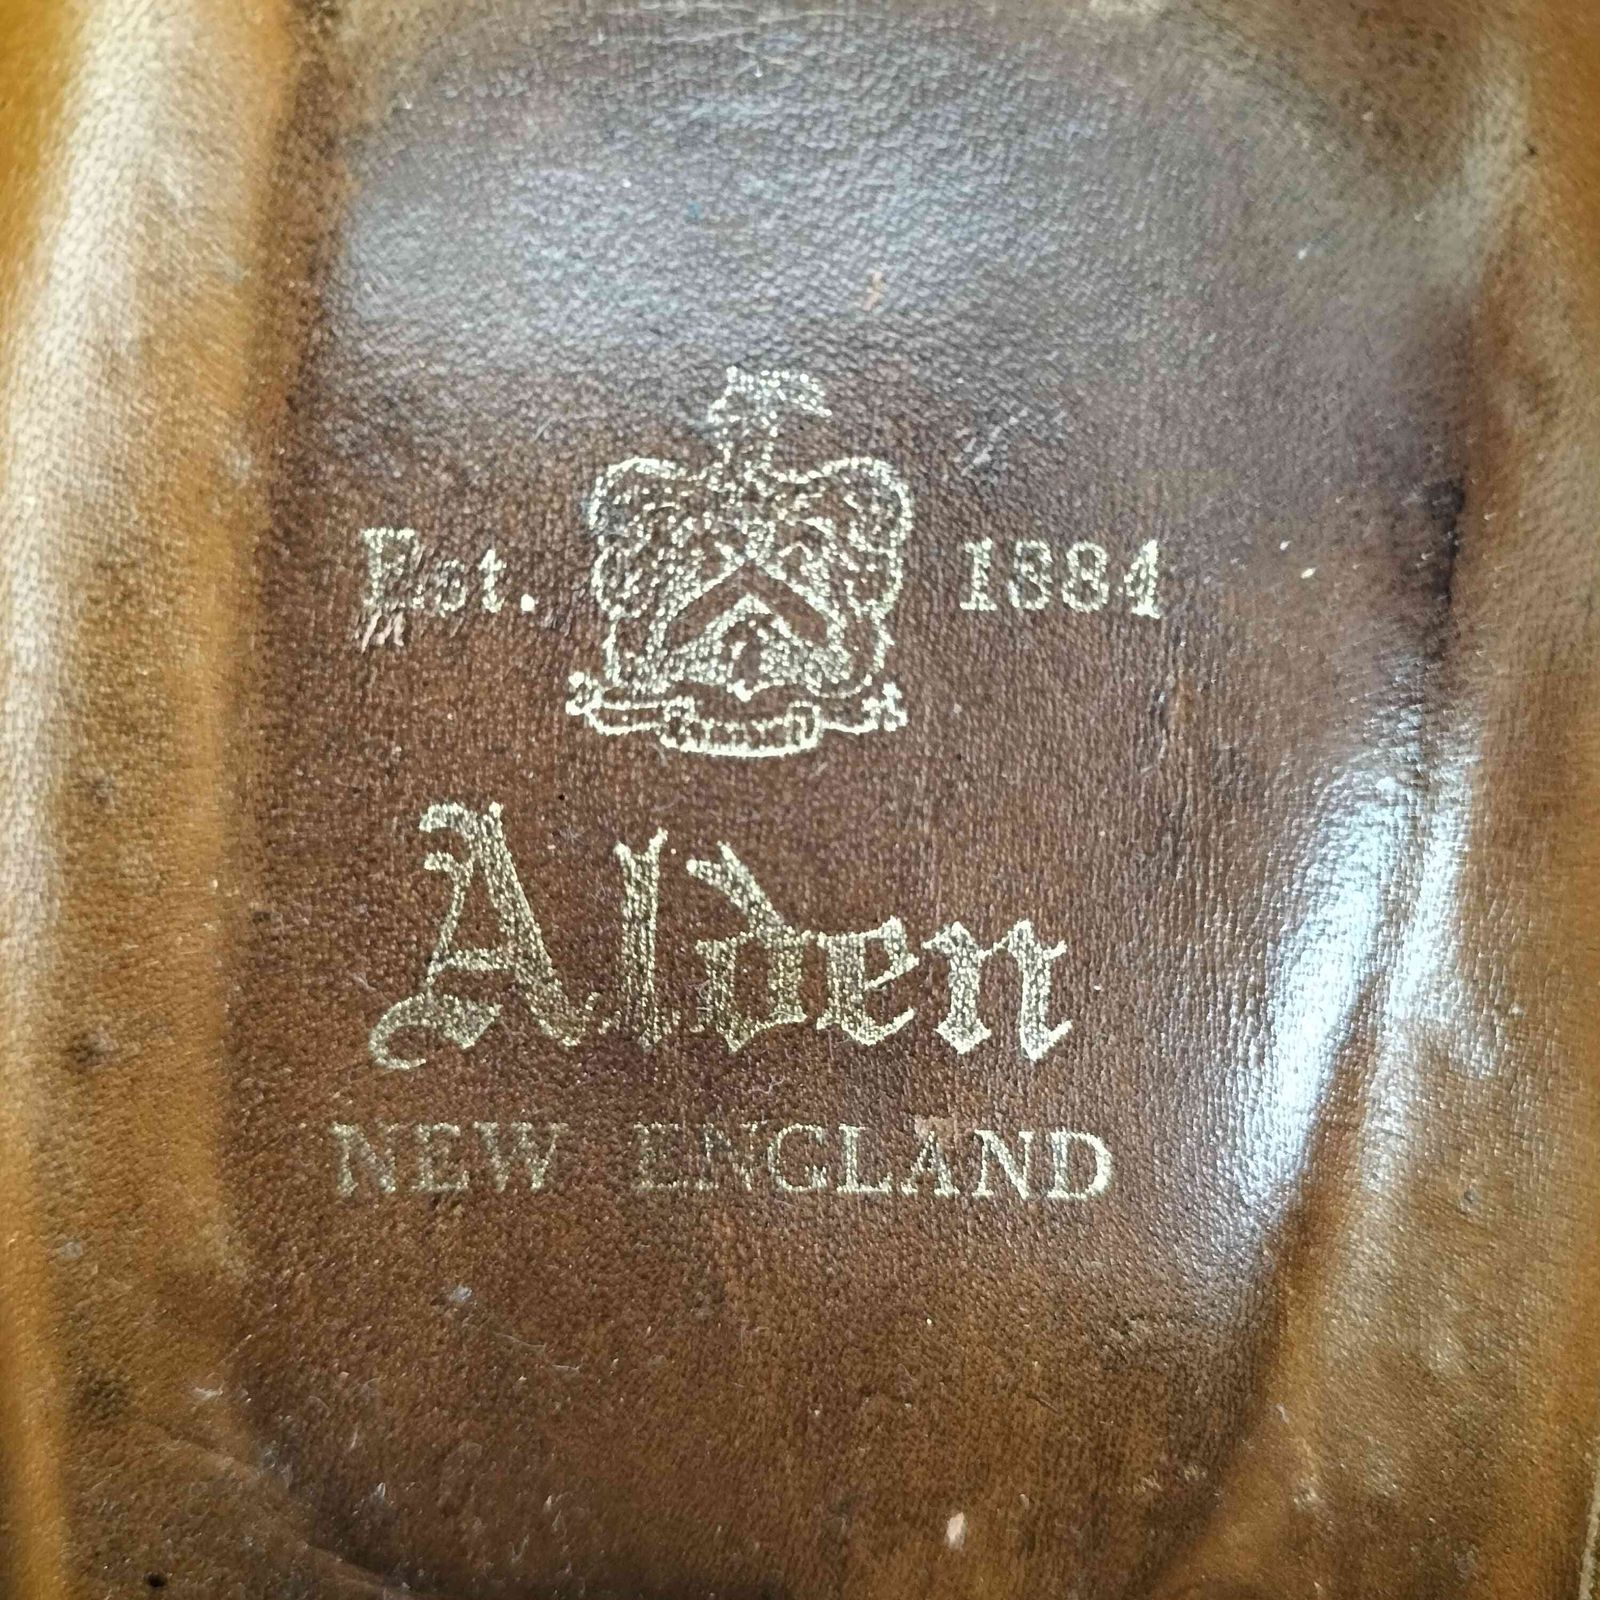 Est. 1884
Alden
NEW ENGLAND